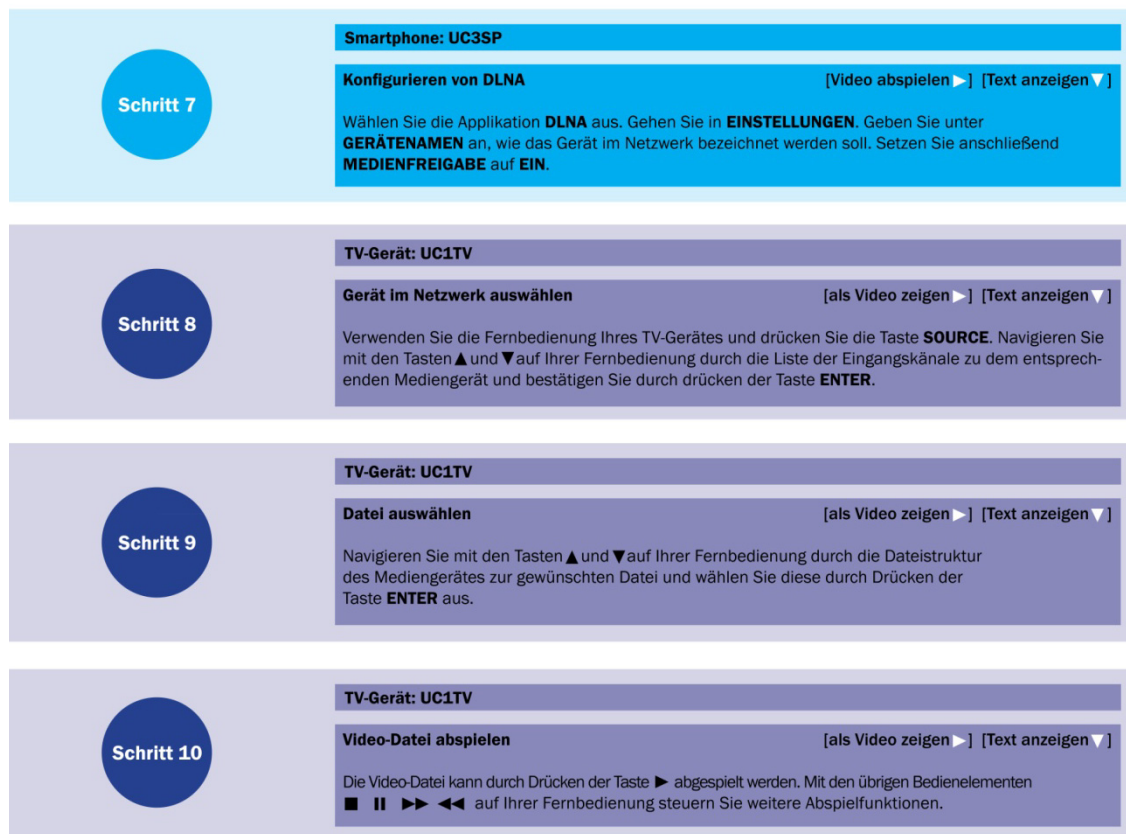 Schritt 7
Smartphone: UC3SP
Konfigurieren von DLNA [Video abspielen ▷] [Text anzeigen ▽]
Wählen Sie die Applikation DLNA aus. Gehen Sie in EINSTELLUNGEN. Geben Sie unter
GERÄTENAMEN an, wie das Gerät im Netzwerk bezeichnet werden soll. Setzen Sie anschließend
MEDIENFREIGABE auf EIN.
Schritt 8
TV-Gerät: UC1TV
Gerät im Netzwerk auswählen [als Video zeigen ▷] [Text anzeigen ▽]
Verwenden Sie die Fernbedienung Ihres TV-Gerätes und drücken Sie die Taste SOURCE. Navigieren Sie
mit den Tasten ▲ und ▼ auf Ihrer Fernbedienung durch die Liste der Eingangskanäle zu dem entsprech-
enden Mediengerät und bestätigen Sie durch drücken der Taste ENTER.
Schritt 9
TV-Gerät: UC1TV
Datei auswählen [als Video zeigen ▷] [Text anzeigen ▽]
Navigieren Sie mit den Tasten ▲ und ▼ auf Ihrer Fernbedienung durch die Dateistruktur
des Mediengerätes zur gewünschten Datei und wählen Sie diese durch Drücken der
Taste ENTER aus.
Schritt 10
TV-Gerät: UC1TV
Video-Datei abspielen [als Video zeigen ▷] [Text anzeigen ▽]
Die Video-Datei kann durch Drücken der Taste ► abgespielt werden. Mit den übrigen Bedienelementen
■ II ►► ◄◄ auf Ihrer Fernbedienung steuern Sie weitere Abspielfunktionen.